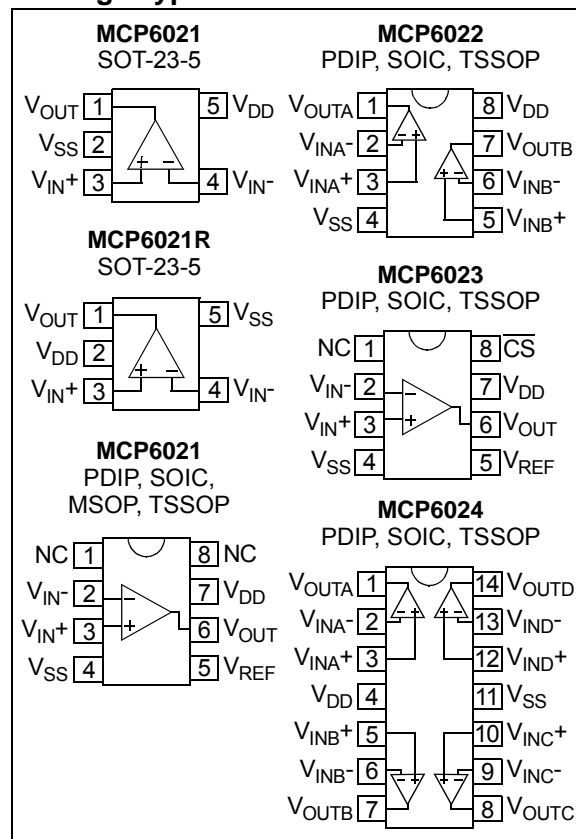 MCP6021
SOT-23-5
VOUT 1
5 VDD
VSS 2
VIN+ 3
4 VIN-
+ −
MCP6021R
SOT-23-5
VOUT 1
5 VSS
VDD 2
VIN+ 3
4 VIN-
+ −
MCP6021
PDIP, SOIC,
MSOP, TSSOP
NC 1
8 NC
VIN- 2
7 VDD
VIN+ 3
6 VOUT
VSS 4
5 VREF
−
+
MCP6022
PDIP, SOIC, TSSOP
VOUTA 1
8 VDD
VINA- 2
7 VOUTB
VINA+ 3
6 VINB-
VSS 4
5 VINB+
− +
+ −
MCP6023
PDIP, SOIC, TSSOP
NC 1
8 CS
VIN- 2
7 VDD
VIN+ 3
6 VOUT
VSS 4
5 VREF
−
+
MCP6024
PDIP, SOIC, TSSOP
VOUTA 1
14 VOUTD
VINA- 2
13 VIND-
VINA+ 3
12 VIND+
VDD 4
11 VSS
VINB+ 5
10 VINC+
VINB- 6
9 VINC-
VOUTB 7
8 VOUTC
− +
+ −
− +
+ −